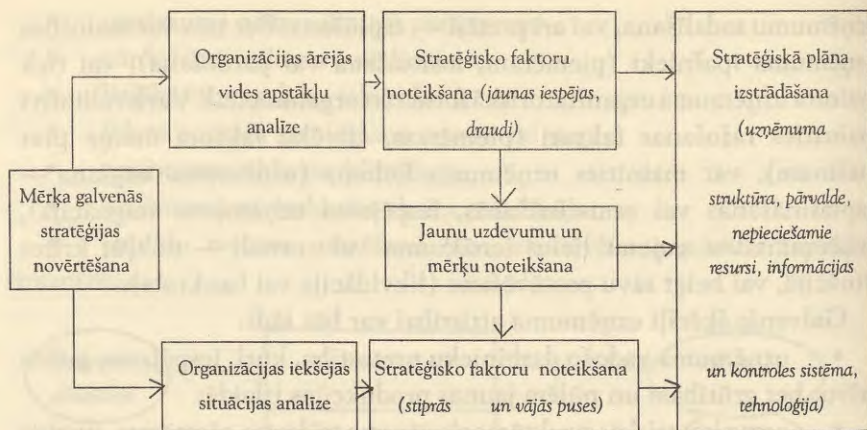 Organizācijas ārējās
vides apstākļu
analīze
Stratēģisko faktoru
noteikšana (jaunas iespējas,
draudi)
Stratēģiskā plāna
izstrādāšana
(uzņēmuma
struktūra, pārvalde,
nepieciešamie
resursi, informācijas
un kontroles sistēma,
tehnoloģija)
Mērķa galvenās
stratēģijas
novērtēšana
Jaunu uzdevumu un
mērķu noteikšana
Organizācijas iekšējās
situācijas analīze
Stratēģisko faktoru noteikšana
(stiprās un vājās puses)